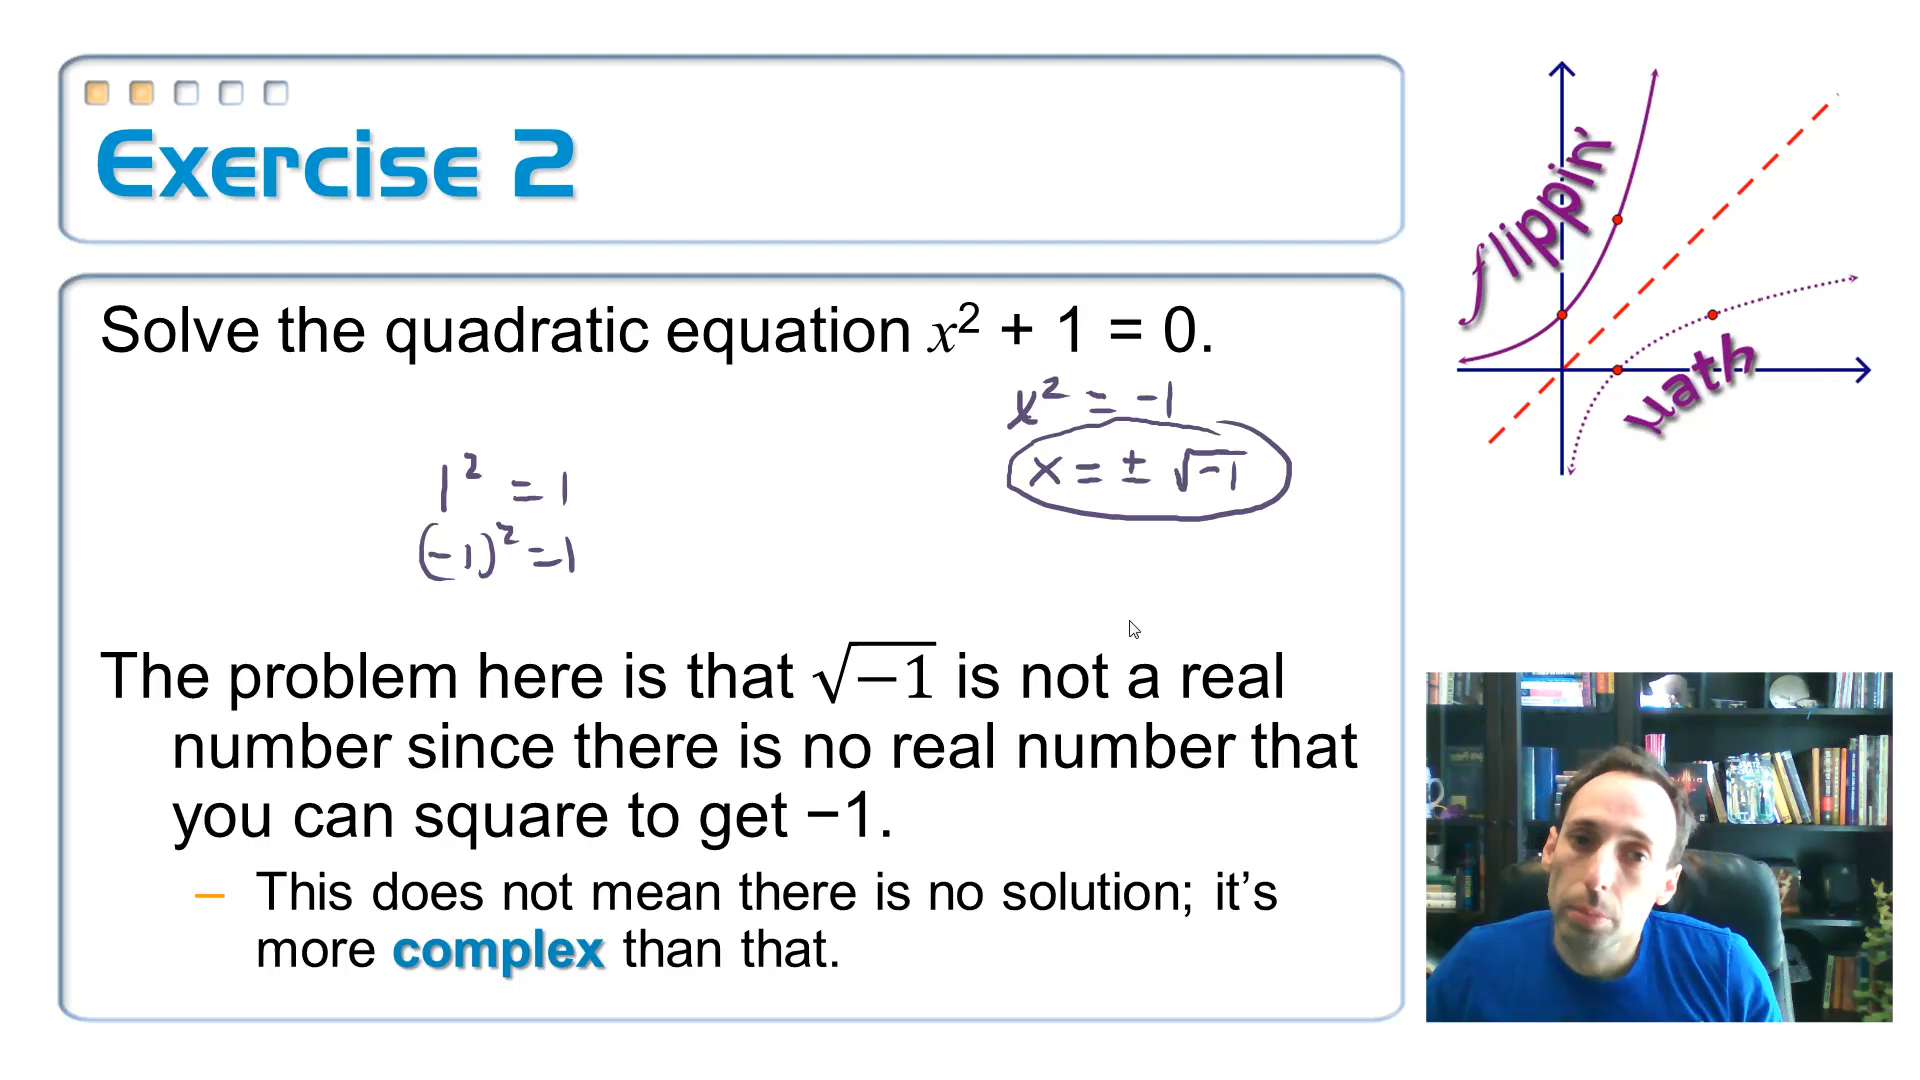 Exercise 2
flippin'
math
Solve the quadratic equation x² + 1 = 0.
x² = -1
x = ± √-1
1² = 1
(-1)² = 1
The problem here is that √−1 is not a real
number since there is no real number that
you can square to get −1.
– This does not mean there is no solution; it’s
more complex than that.